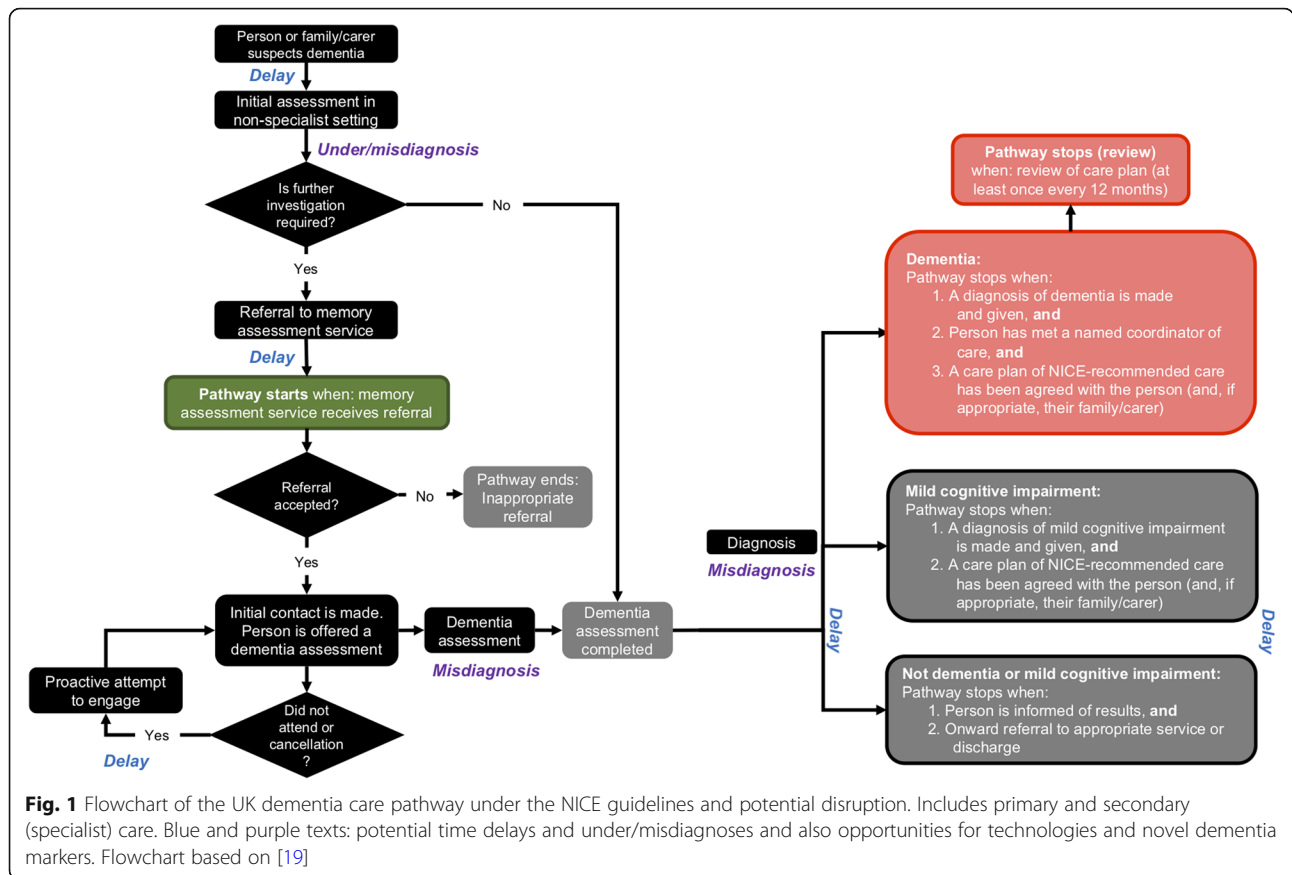 Person or family/carer
suspects dementia
Delay
Initial assessment in
non-specialist setting
Under/misdiagnosis
Is further
investigation
required?
No
Yes
Referral to memory
assessment service
Delay
Pathway starts when: memory
assessment service receives referral
Referral
accepted?
No
Pathway ends:
Inappropriate
referral
Yes
Initial contact is made.
Person is offered a
dementia assessment
Dementia
assessment
Misdiagnosis
Dementia
assessment
completed
Proactive attempt
to engage
Did not
attend or
cancellation
?
Yes
Delay
Diagnosis
Misdiagnosis
Delay
Pathway stops (review)
when: review of care plan (at
least once every 12 months)
Dementia:
Pathway stops when:
1. A diagnosis of dementia is made
and given, and
2. Person has met a named coordinator of
care, and
3. A care plan of NICE-recommended care
has been agreed with the person (and, if
appropriate, their family/carer)
Mild cognitive impairment:
Pathway stops when:
1. A diagnosis of mild cognitive impairment
is made and given, and
2. A care plan of NICE-recommended care
has been agreed with the person (and, if
appropriate, their family/carer)
Delay
Not dementia or mild cognitive impairment:
Pathway stops when:
1. Person is informed of results, and
2. Onward referral to appropriate service or
discharge
Fig. 1 Flowchart of the UK dementia care pathway under the NICE guidelines and potential disruption. Includes primary and secondary
(specialist) care. Blue and purple texts: potential time delays and under/misdiagnoses and also opportunities for technologies and novel dementia
markers. Flowchart based on [19]